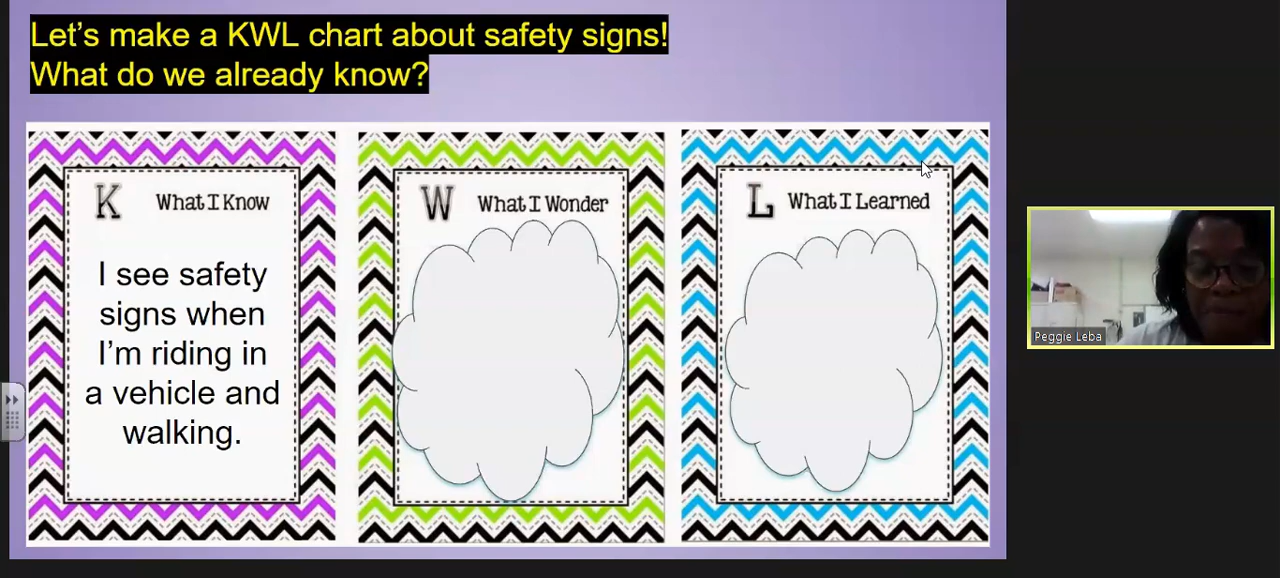 Let's make a KWL chart about safety signs!
What do we already know?
K What I Know
I see safety
signs when
I'm riding in
a vehicle and
walking.
W What I Wonder
L What I Learned
Peggie Leba